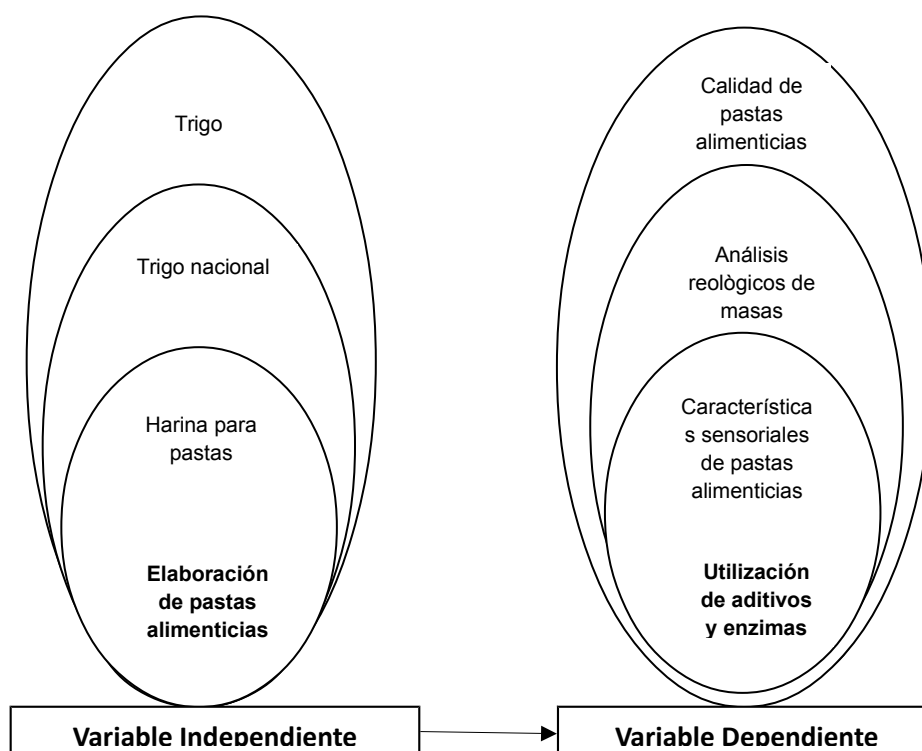 Trigo
Trigo nacional
Harina para
pastas
Elaboración
de pastas
alimenticias
Variable Independiente
Calidad de
pastas
alimenticias
Análisis
reològicos de
masas
Característica
s sensoriales
de pastas
alimenticias
Utilización
de aditivos
y enzimas
Variable Dependiente